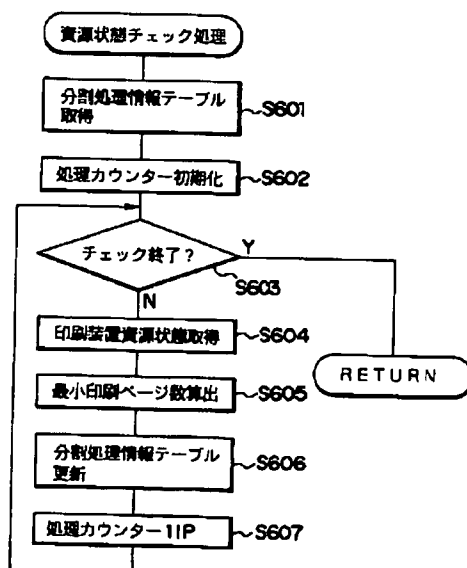 資源状態チェック処理
分割処理情報テーブル
取得
S601
処理カウンター初期化
S602
チェック終了?
Y
S603
N
印刷装置資源状態取得
S604
RETURN
最小印刷ページ数算出
S605
分割処理情報テーブル
更新
S606
処理カウンター1UP
S607